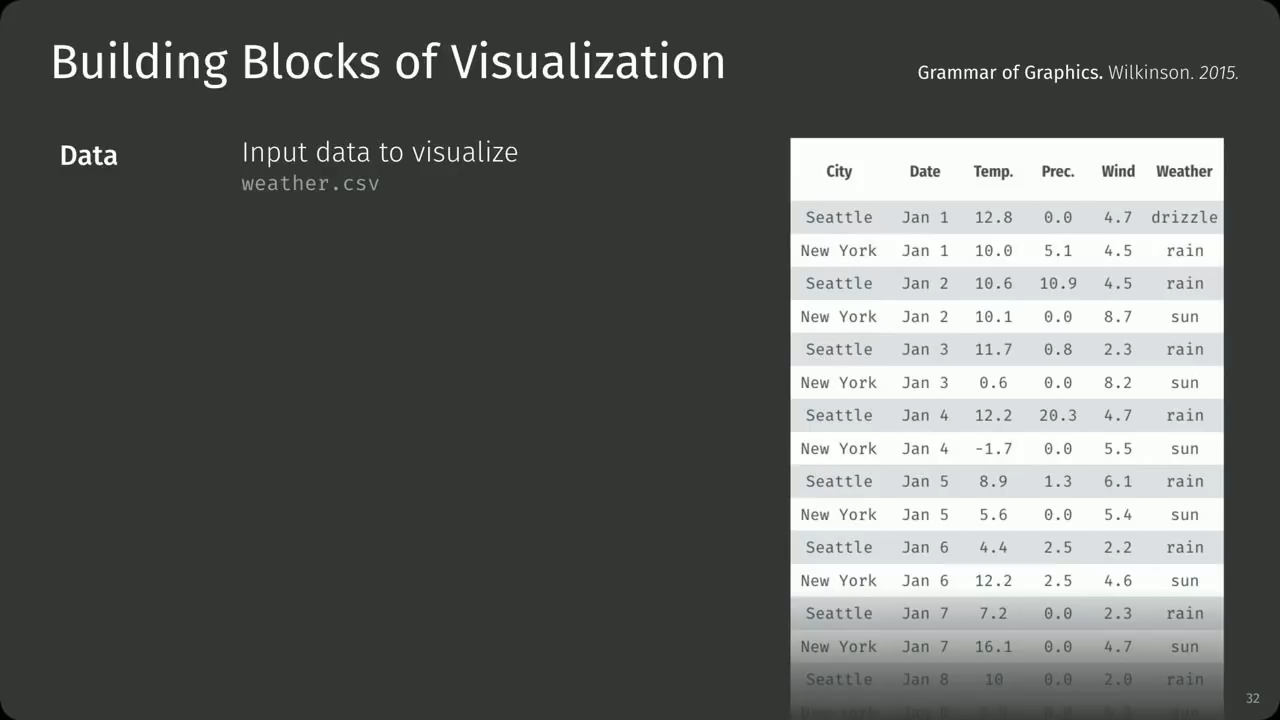 Building Blocks of Visualization
Grammar of Graphics. Wilkinson. 2015.
Data
Input data to visualize
weather.csv
City Date Temp. Prec. Wind Weather
Seattle Jan 1 12.8 0.0 4.7 drizzle
New York Jan 1 10.0 5.1 4.5 rain
Seattle Jan 2 10.6 10.9 4.5 rain
New York Jan 2 10.1 0.0 8.7 sun
Seattle Jan 3 11.7 0.8 2.3 rain
New York Jan 3 0.6 0.0 8.2 sun
Seattle Jan 4 12.2 20.3 4.7 rain
New York Jan 4 -1.7 0.0 5.5 sun
Seattle Jan 5 8.9 1.3 6.1 rain
New York Jan 5 5.6 0.0 5.4 sun
Seattle Jan 6 4.4 2.5 2.2 rain
New York Jan 6 12.2 2.5 4.6 sun
Seattle Jan 7 7.2 0.0 2.3 rain
New York Jan 7 16.1 0.0 4.7 sun
Seattle Jan 8 10 0.0 2.0 rain
32